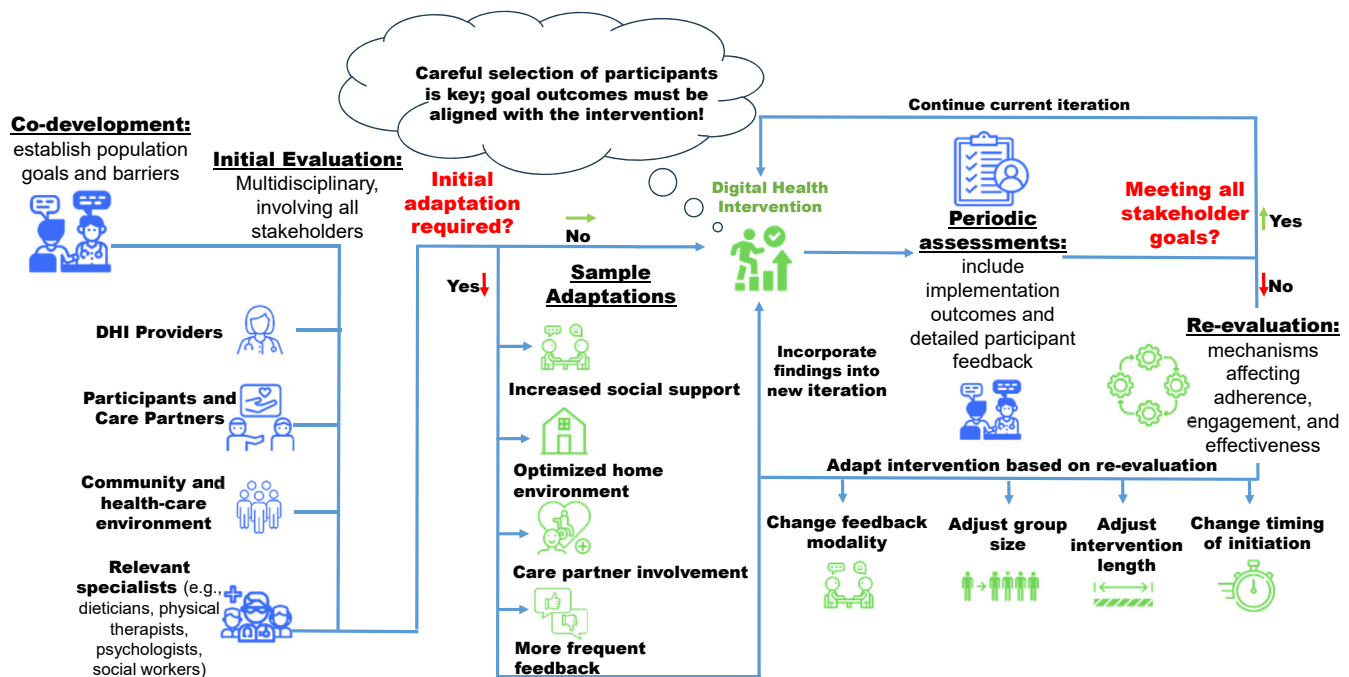 Careful selection of participants
is key; goal outcomes must be
aligned with the intervention!
Co-development:
establish population
goals and barriers
Initial Evaluation:
Multidisciplinary,
involving all
stakeholders
DHI Providers
Participants and
Care Partners
Community and
health-care
environment
Relevant
specialists (e.g.,
dieticians, physical
therapists,
psychologists,
social workers)
Initial
adaptation
required?
No
Yes
Sample
Adaptations
Increased social support
Optimized home
environment
Care partner involvement
More frequent
feedback
Digital Health
Intervention
Continue current iteration
Periodic
assessments:
include
implementation
outcomes and
detailed participant
feedback
Meeting all
stakeholder
goals?
Yes
No
Re-evaluation:
mechanisms
affecting
adherence,
engagement, and
effectiveness
Incorporate
findings into
new iteration
Adapt intervention based on re-evaluation
Change feedback
modality
Adjust group
size
Adjust
intervention
length
Change timing
of initiation